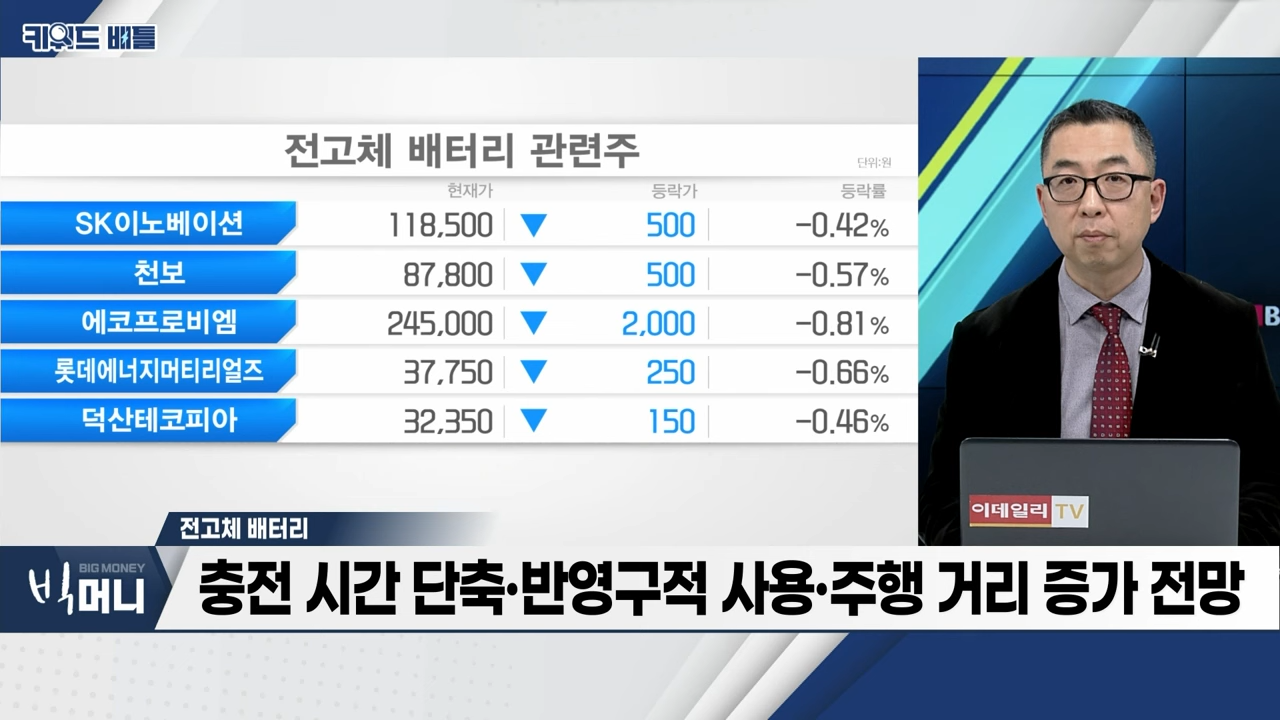 키워드 배틀
전고체 배터리 관련주
단위:원
현재가 등락가 등락률
SK이노베이션 118,500 ▼ 500 -0.42%
천보 87,800 ▼ 500 -0.57%
에코프로비엠 245,000 ▼ 2,000 -0.81%
롯데에너지머티리얼즈 37,750 ▼ 250 -0.66%
덕산테코피아 32,350 ▼ 150 -0.46%
이데일리 TV
전고체 배터리
BIG MONEY
빅머니
충전 시간 단축·반영구적 사용·주행 거리 증가 전망